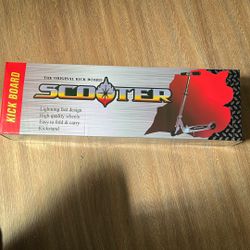 KICK BOARD
THE ORIGINAL KICK BOARD
SCOOTER
Lightning fast design
High quality wheels
Easy to fold & carry
Kickstand